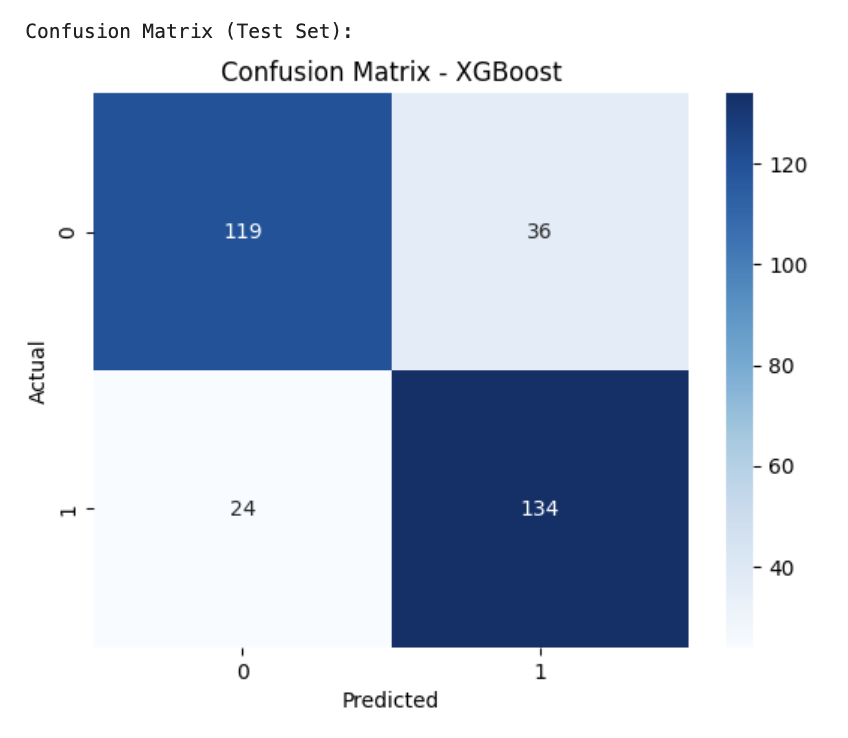 Confusion Matrix (Test Set):
Confusion Matrix - XGBoost
119 36
24 134
0
1
Actual
0 1
Predicted
120
100
80
60
40